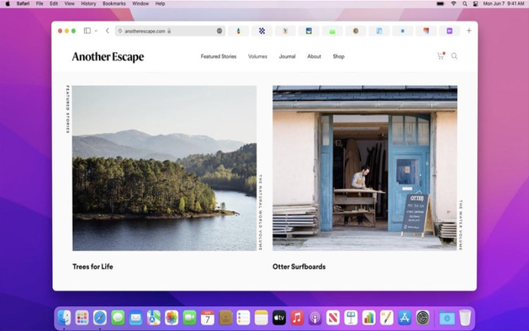 Safari File Edit View History Bookmarks Window Help
Mon Jun 7 9:41 AM
anotherescape.com
Another Escape
Featured Stories Volumes Journal About Shop
FEATURED STORIES
THE NATURAL WORLD VOLUME
THE WATER VOLUME
OTTER
Trees for Life
Otter Surfboards
7